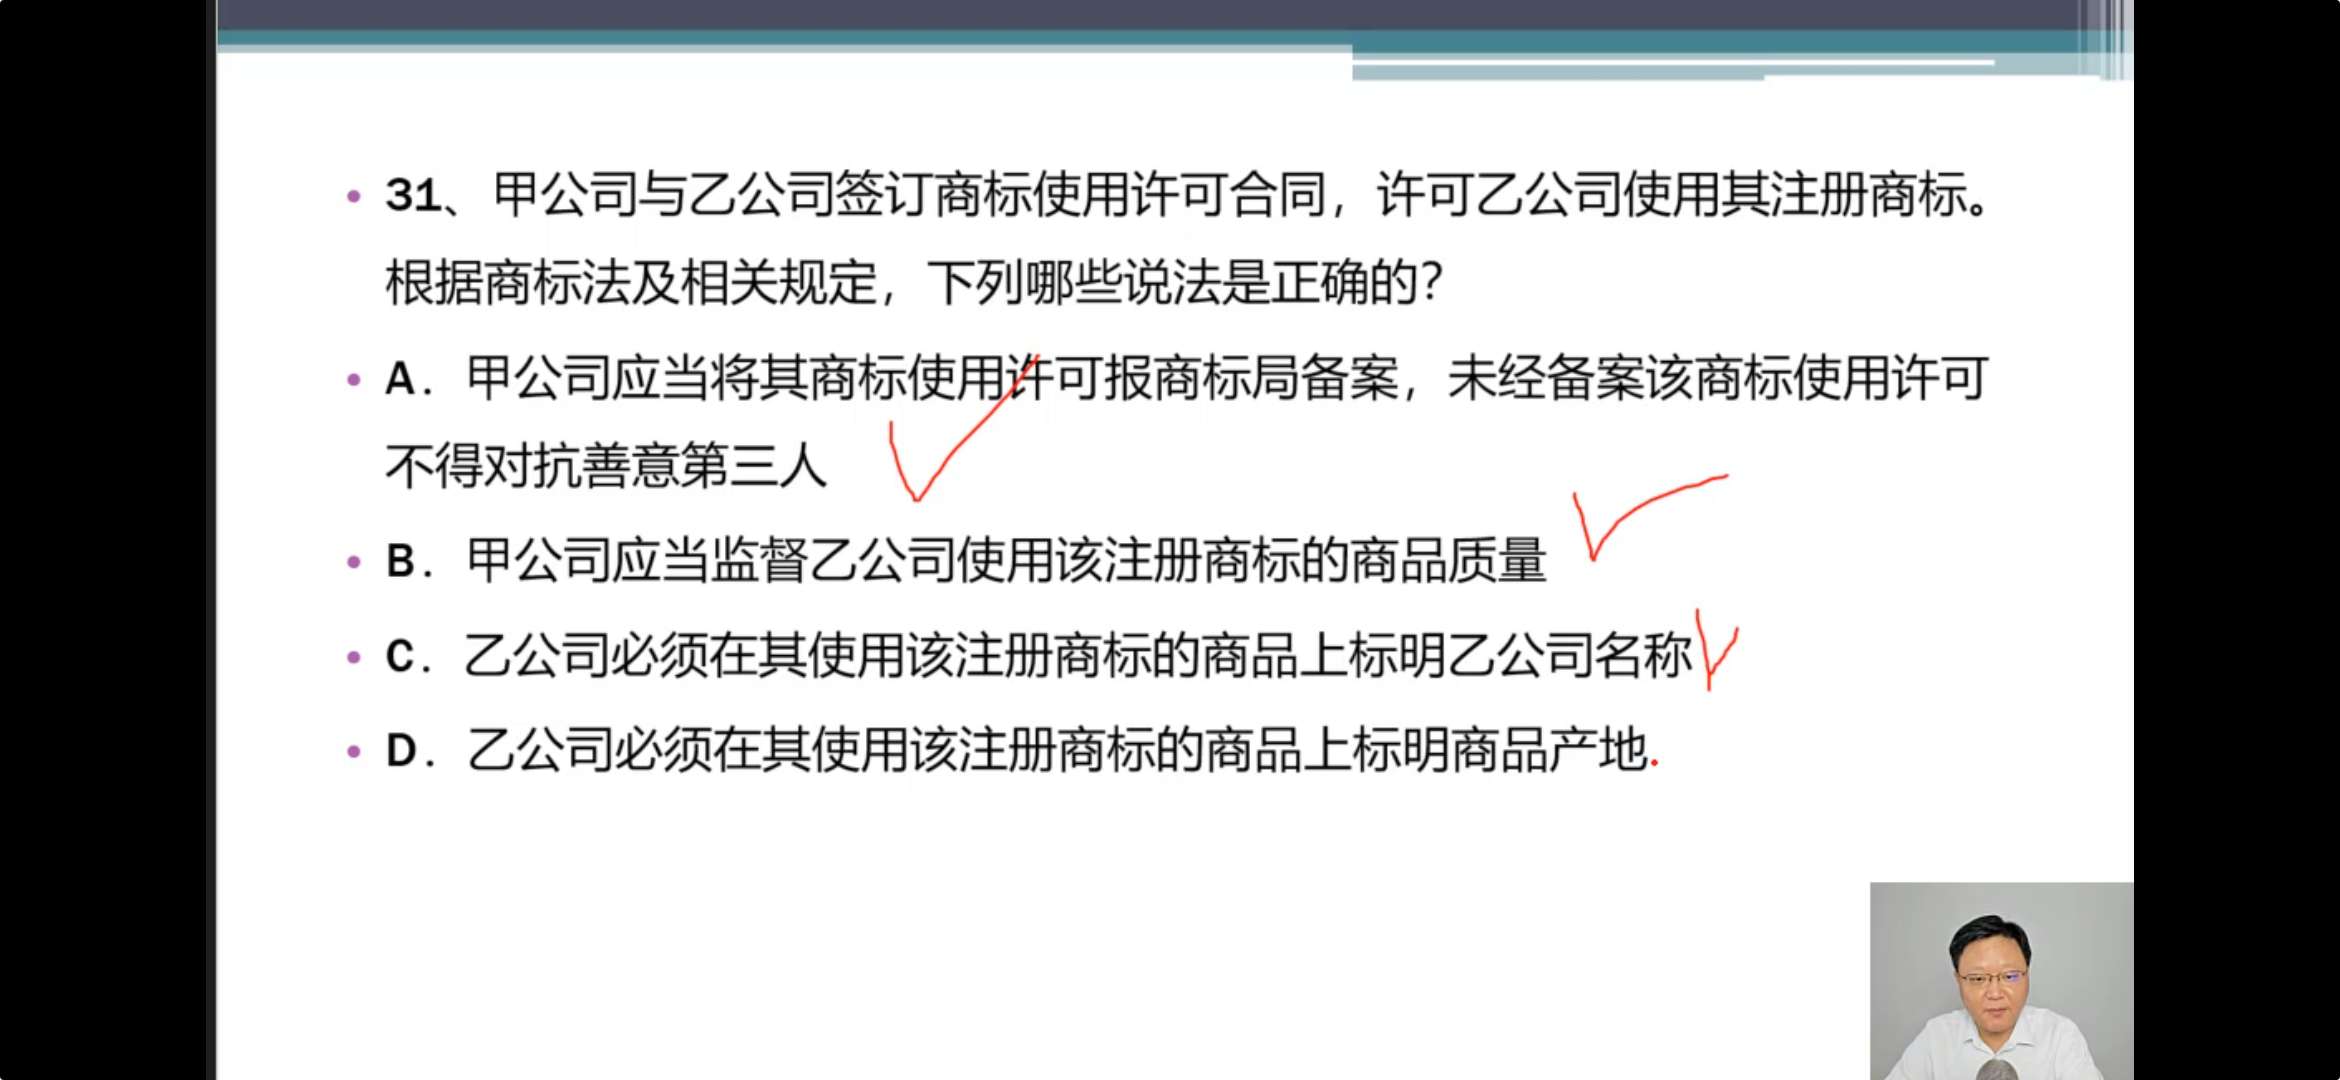 31、甲公司与乙公司签订商标使用许可合同，许可乙公司使用其注册商标。
根据商标法及相关规定，下列哪些说法是正确的？
A．甲公司应当将其商标使用许可报商标局备案，未经备案该商标使用许可
不得对抗善意第三人
B．甲公司应当监督乙公司使用该注册商标的商品质量
C．乙公司必须在其使用该注册商标的商品上标明乙公司名称
D．乙公司必须在其使用该注册商标的商品上标明商品产地.